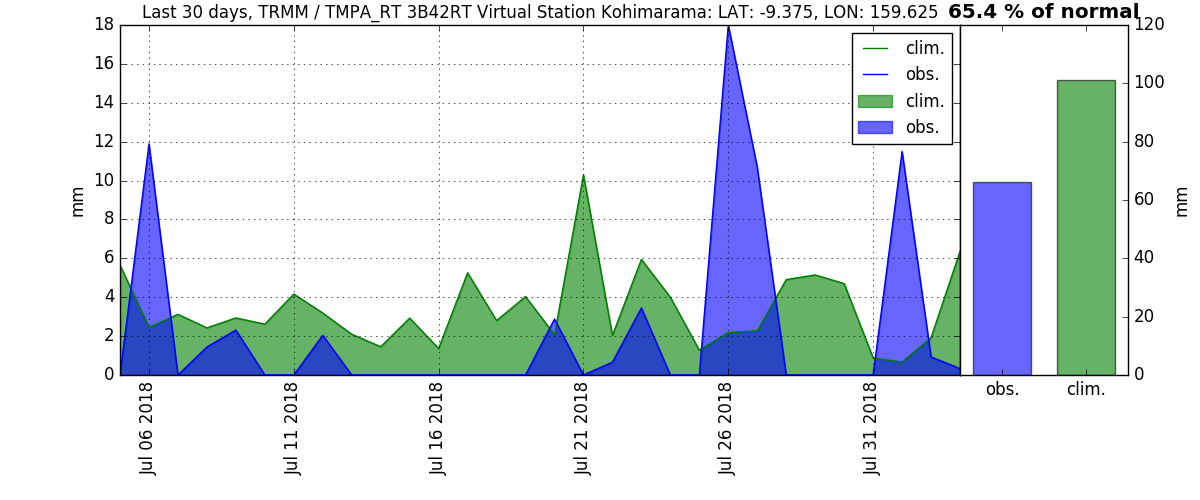 Last 30 days, TRMM / TMPA_RT 3B42RT Virtual Station Kohimarama: LAT: -9.375, LON: 159.625 65.4 % of normal
18
16
14
12
10
8
6
4
2
0
mm
clim.
obs.
clim.
obs.
Jul 06 2018
Jul 11 2018
Jul 16 2018
Jul 21 2018
Jul 26 2018
Jul 31 2018
120
100
80
60
40
20
0
mm
obs. clim.